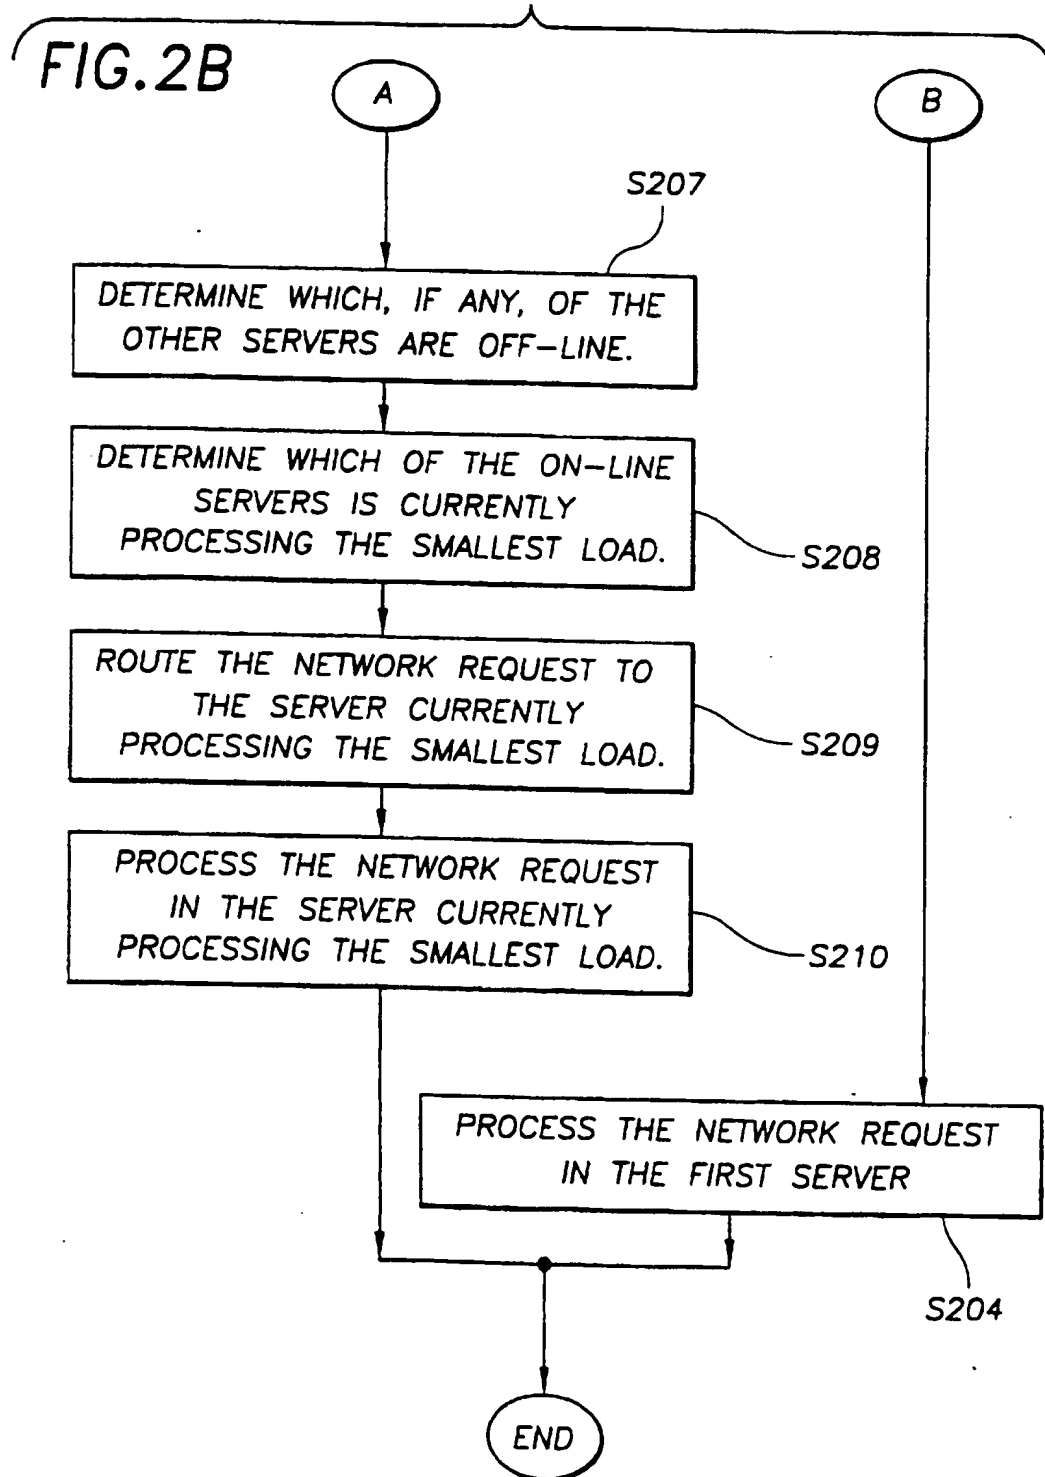 FIG.2B
A
B
S207
DETERMINE WHICH, IF ANY, OF THE
OTHER SERVERS ARE OFF-LINE.
DETERMINE WHICH OF THE ON-LINE
SERVERS IS CURRENTLY
PROCESSING THE SMALLEST LOAD.
S208
ROUTE THE NETWORK REQUEST TO
THE SERVER CURRENTLY
PROCESSING THE SMALLEST LOAD.
S209
PROCESS THE NETWORK REQUEST
IN THE SERVER CURRENTLY
PROCESSING THE SMALLEST LOAD.
S210
PROCESS THE NETWORK REQUEST
IN THE FIRST SERVER
S204
END